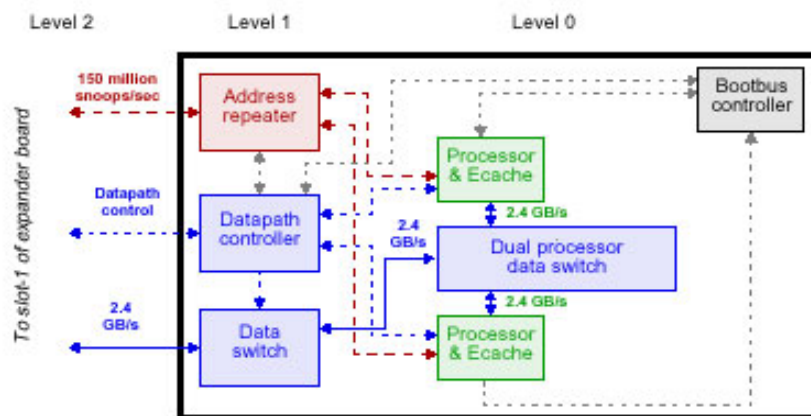 Level 2
Level 1
Level 0
150 million
snoops/sec
Address
repeater
Bootbus
controller
Processor
& Ecache
To slot-1 of expander board
Datapath
control
Datapath
controller
2.4 GB/s
2.4
GB/s
Dual processor
data switch
2.4 GB/s
2.4
GB/s
Data
switch
Processor
& Ecache